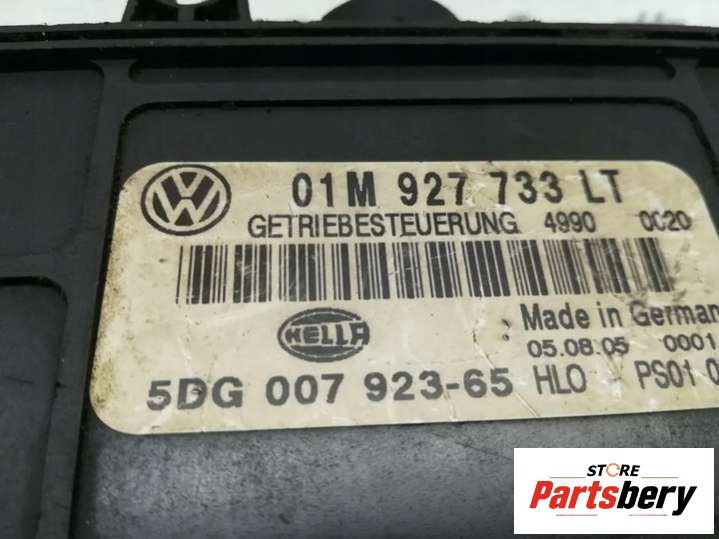 01M 927 733 LT
GETRIEBESTEUERUNG 4990 0020
HELLA
Made in German
05.08.05 0001
5DG 007 923-65 HLO PS01 0
STORE
Partsbery